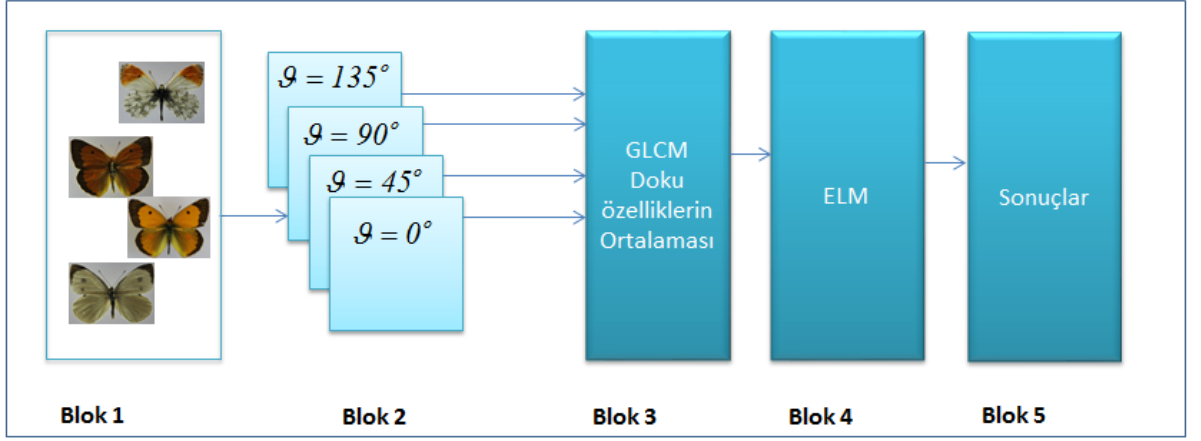 ϑ = 135°
ϑ = 90°
ϑ = 45°
ϑ = 0°
GLCM
Doku
özelliklerin
Ortalaması
ELM
Sonuçlar
Blok 1
Blok 2
Blok 3
Blok 4
Blok 5